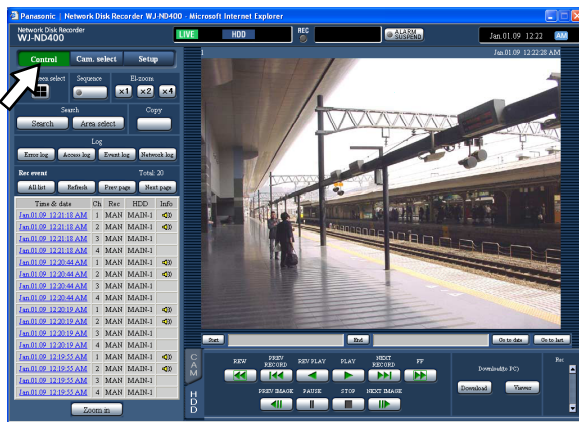 Panasonic | Network Disk Recorder WJ-ND400 - Microsoft Internet Explorer
Network Disk Recorder
WJ-ND400
LIVE HDD REC ALARM SUSPEND Jan.01.09 12:22 AM
Control Cam. select Setup
1 Jan.01.09 12:22:28 AM
select Sequence El-zoom
x1 x2 x4
Search Copy
Search Area select
Log
Error log Access log Event log Network log
Rec event Total: 20
All list Refresh Prev page Next page
Time & date Ch Rec HDD Info
Jan.01.09 12:21:18 AM 1 MAN MAIN-1
Jan.01.09 12:21:18 AM 2 MAN MAIN-1
Jan.01.09 12:21:18 AM 3 MAN MAIN-1
Jan.01.09 12:21:18 AM 4 MAN MAIN-1
Jan.01.09 12:20:44 AM 1 MAN MAIN-1
Jan.01.09 12:20:44 AM 2 MAN MAIN-1
Jan.01.09 12:20:44 AM 3 MAN MAIN-1
Jan.01.09 12:20:44 AM 4 MAN MAIN-1
Jan.01.09 12:20:19 AM 1 MAN MAIN-1
Jan.01.09 12:20:19 AM 2 MAN MAIN-1
Jan.01.09 12:20:19 AM 3 MAN MAIN-1
Jan.01.09 12:20:19 AM 4 MAN MAIN-1
Jan.01.09 12:19:55 AM 1 MAN MAIN-1
Jan.01.09 12:19:55 AM 2 MAN MAIN-1
Jan.01.09 12:19:55 AM 3 MAN MAIN-1
Jan.01.09 12:19:55 AM 4 MAN MAIN-1
Zoom in
Start End Go to date Go to last
CAM
HDD
REW PREV RECORD REV PLAY PLAY NEXT RECORD FF
PREV IMAGE PAUSE STOP NEXT IMAGE
Download(to PC)
Download Viewer
Rec